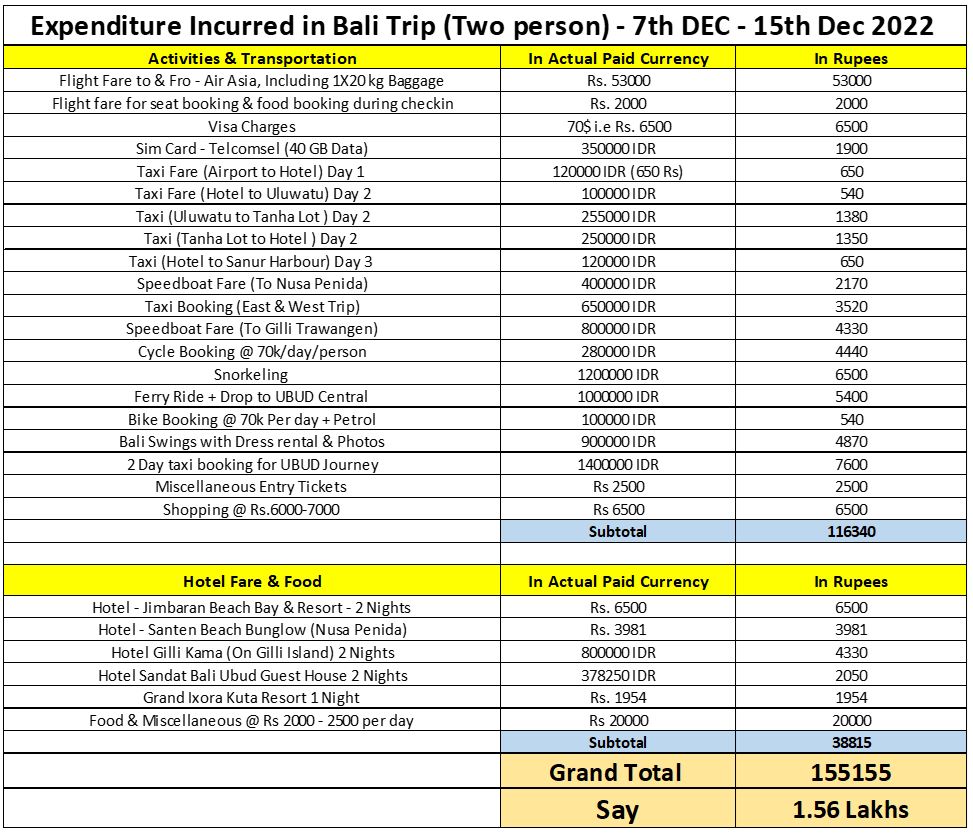 Expenditure Incurred in Bali Trip (Two person) - 7th DEC - 15th Dec 2022
Activities & Transportation In Actual Paid Currency In Rupees
Flight Fare to & Fro - Air Asia, Including 1X20 kg Baggage Rs. 53000 53000
Flight fare for seat booking & food booking during checkin Rs. 2000 2000
Visa Charges 70$ i.e Rs. 6500 6500
Sim Card - Telcomsel (40 GB Data) 350000 IDR 1900
Taxi Fare (Airport to Hotel) Day 1 120000 IDR (650 Rs) 650
Taxi Fare (Hotel to Uluwatu) Day 2 100000 IDR 540
Taxi (Uluwatu to Tanha Lot ) Day 2 255000 IDR 1380
Taxi (Tanha Lot to Hotel ) Day 2 250000 IDR 1350
Taxi (Hotel to Sanur Harbour) Day 3 120000 IDR 650
Speedboat Fare (To Nusa Penida) 400000 IDR 2170
Taxi Booking (East & West Trip) 650000 IDR 3520
Speedboat Fare (To Gilli Trawangen) 800000 IDR 4330
Cycle Booking @ 70k/day/person 280000 IDR 4440
Snorkeling 1200000 IDR 6500
Ferry Ride + Drop to UBUD Central 1000000 IDR 5400
Bike Booking @ 70k Per day + Petrol 100000 IDR 540
Bali Swings with Dress rental & Photos 900000 IDR 4870
2 Day taxi booking for UBUD Journey 1400000 IDR 7600
Miscellaneous Entry Tickets Rs 2500 2500
Shopping @ Rs.6000-7000 Rs 6500 6500
Subtotal 116340
Hotel Fare & Food In Actual Paid Currency In Rupees
Hotel - Jimbaran Beach Bay & Resort - 2 Nights Rs. 6500 6500
Hotel - Santen Beach Bunglow (Nusa Penida) Rs. 3981 3981
Hotel Gilli Kama (On Gilli Island) 2 Nights 800000 IDR 4330
Hotel Sandat Bali Ubud Guest House 2 Nights 378250 IDR 2050
Grand Ixora Kuta Resort 1 Night Rs. 1954 1954
Food & Miscellaneous @ Rs 2000 - 2500 per day Rs 20000 20000
Subtotal 38815
Grand Total 155155
Say 1.56 Lakhs